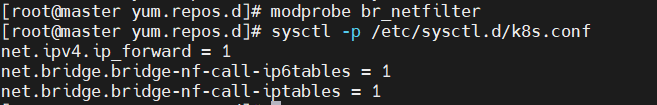 [root@master yum.repos.d]# modprobe br_netfilter
[root@master yum.repos.d]# sysctl -p /etc/sysctl.d/k8s.conf
net.ipv4.ip_forward = 1
net.bridge.bridge-nf-call-ip6tables = 1
net.bridge.bridge-nf-call-iptables = 1